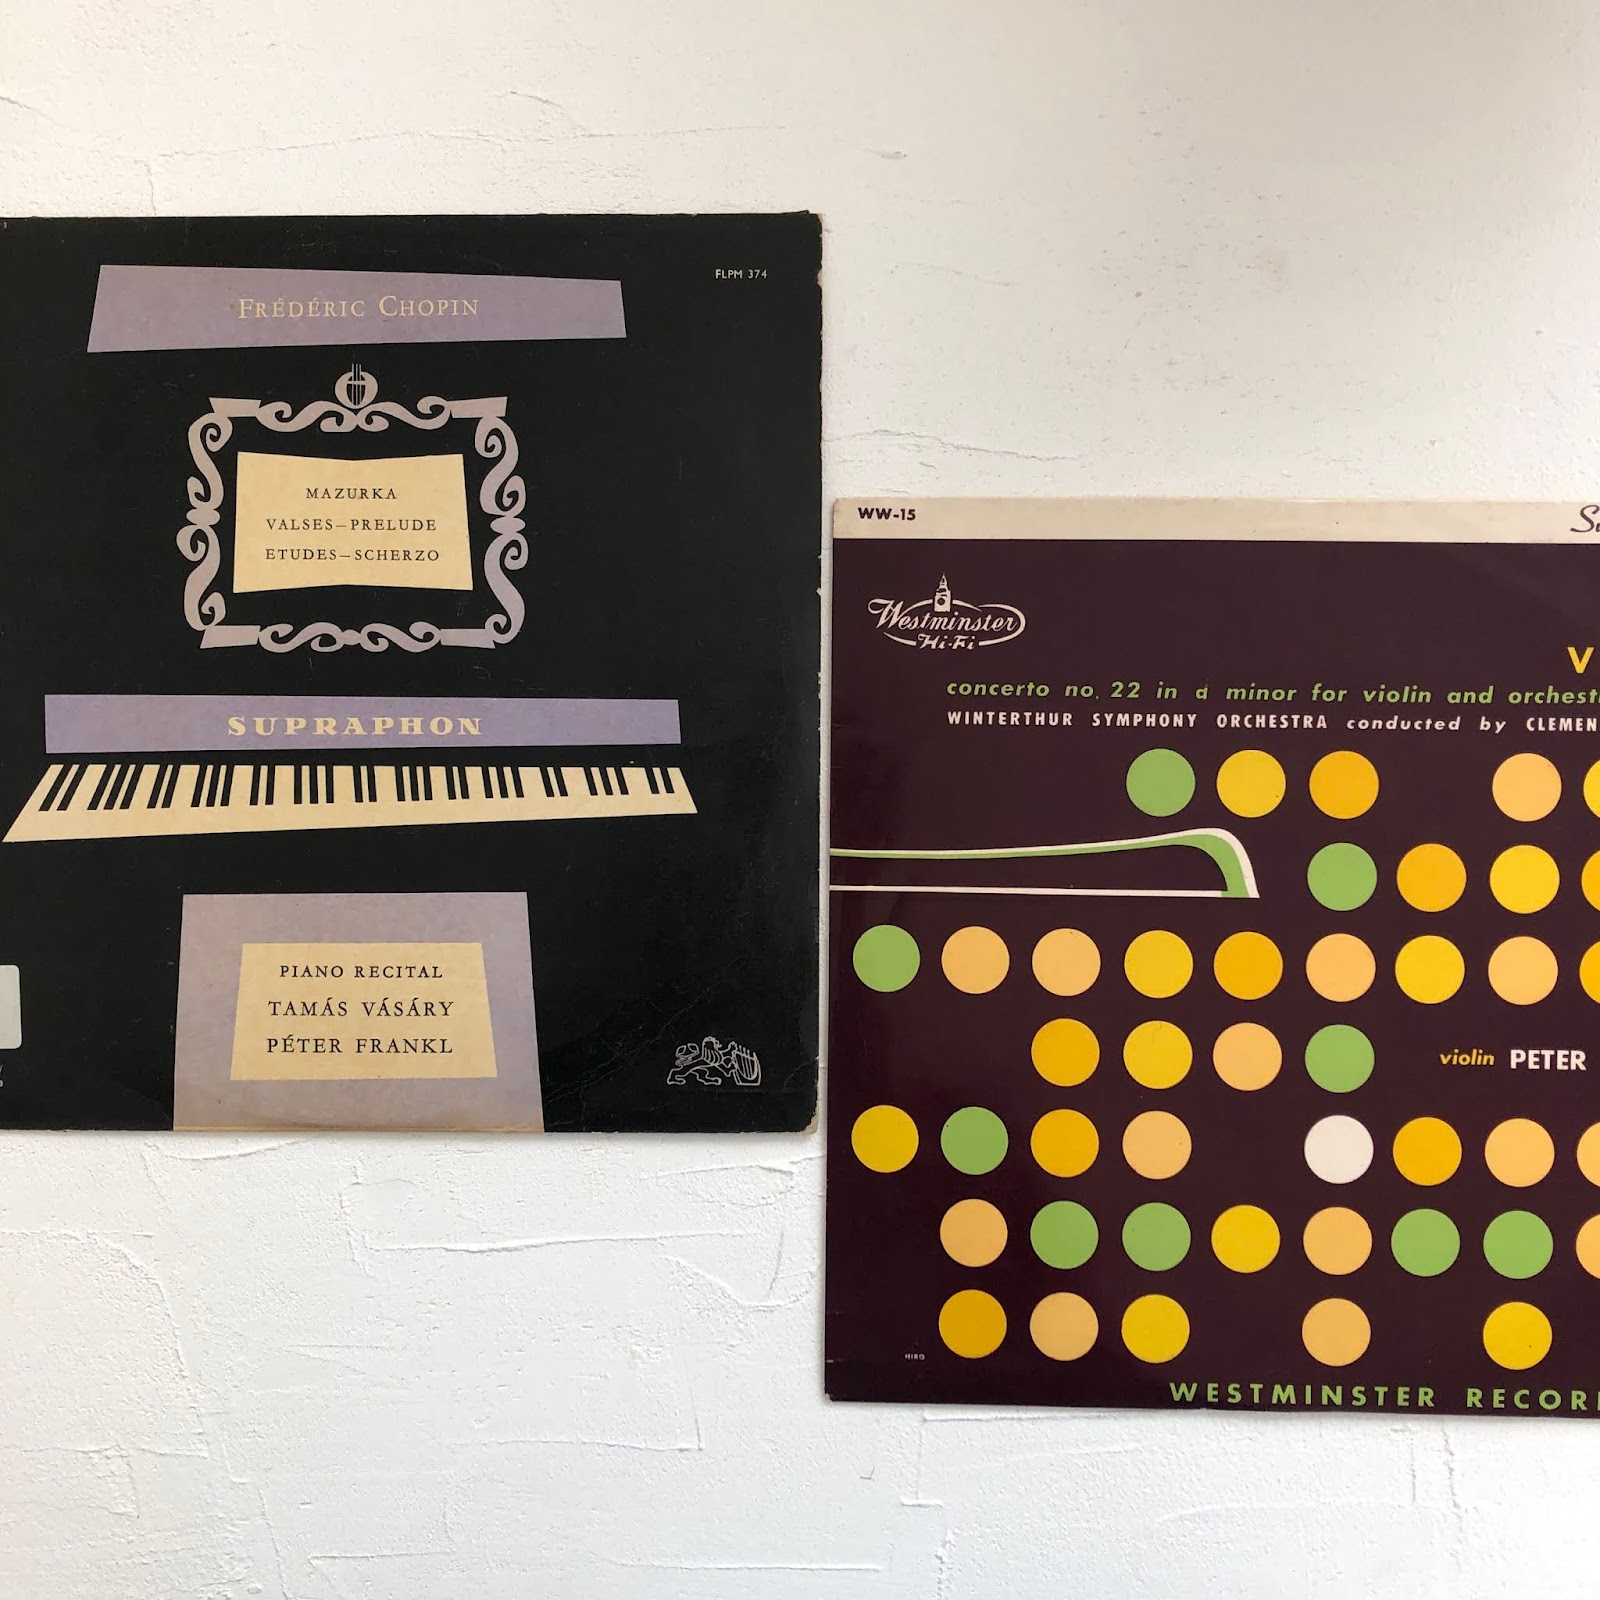 FLPM 374
FRÉDÉRIC CHOPIN
MAZURKA
VALSES–PRELUDE
ETUDES–SCHERZO
SUPRAPHON
PIANO RECITAL
TAMÁS VÁSÁRY
PÉTER FRANKL
WW-15
Westminster
Hi-Fi
V
concerto no. 22 in a minor for violin and orchest
WINTERTHUR SYMPHONY ORCHESTRA conducted by CLEMEN
violin PETER
HIRO
WESTMINSTER RECOR